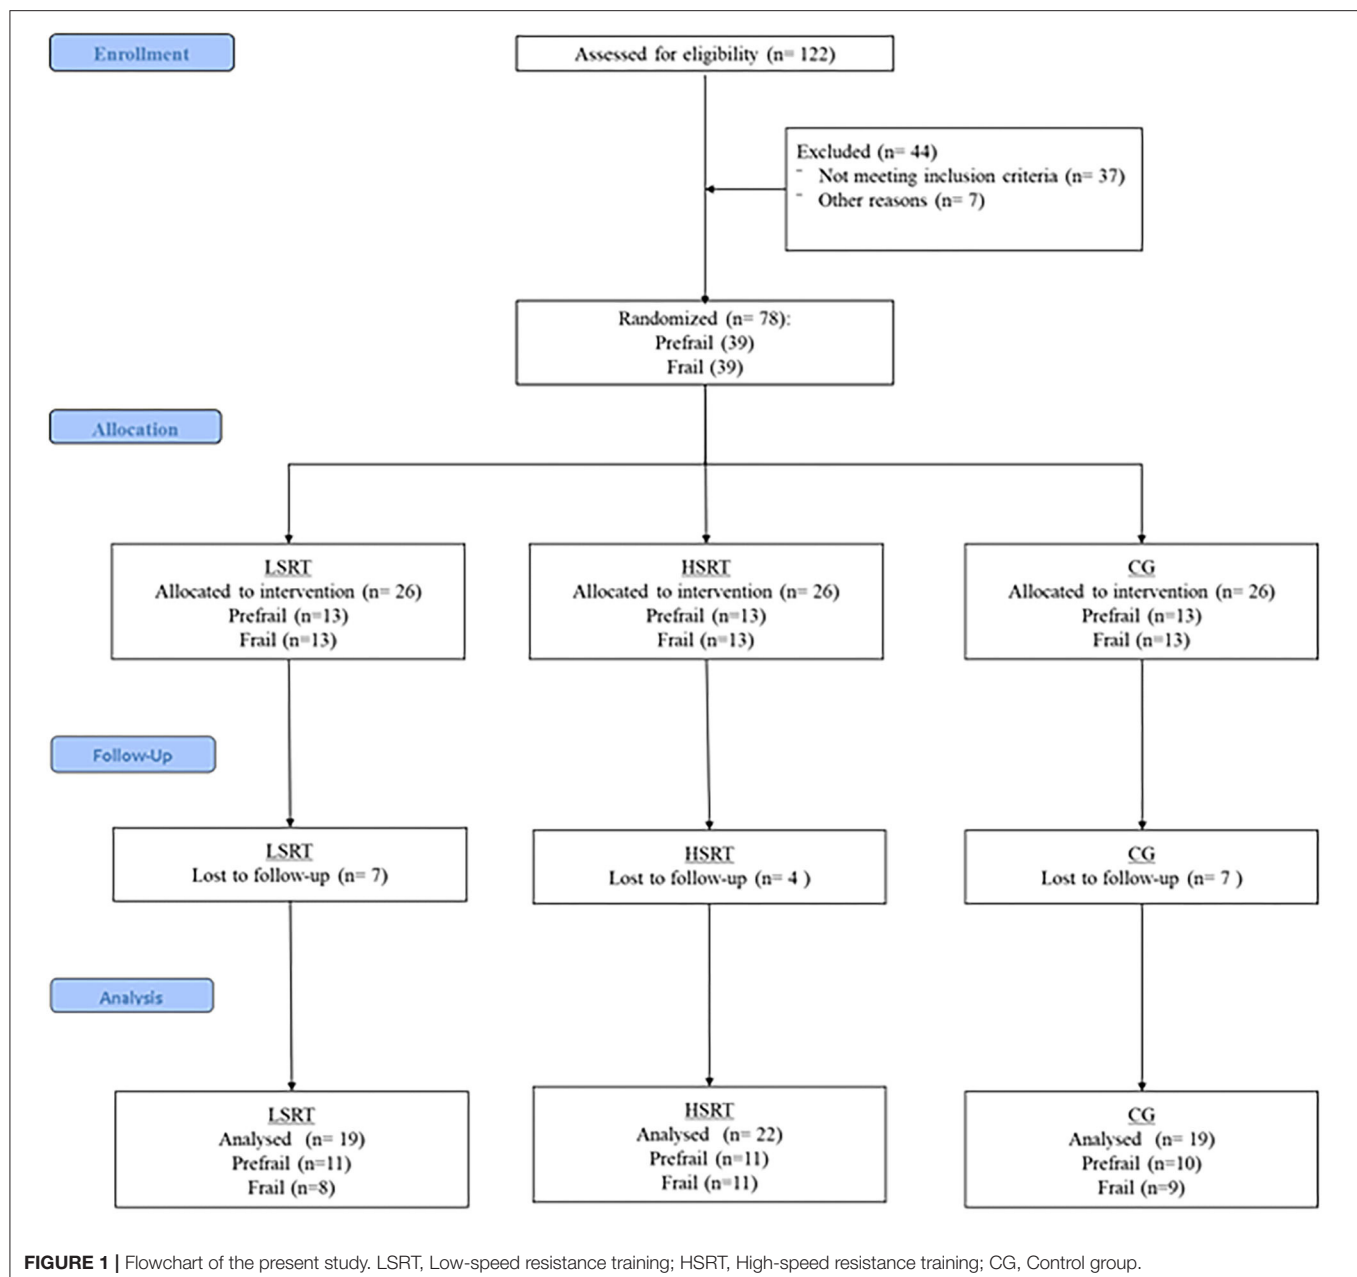 Enrollment
Assessed for eligibility (n= 122)
Excluded (n= 44)
- Not meeting inclusion criteria (n= 37)
- Other reasons (n= 7)
Randomized (n= 78):
Prefrail (39)
Frail (39)
Allocation
LSRT
Allocated to intervention (n= 26)
Prefrail (n=13)
Frail (n=13)
HSRT
Allocated to intervention (n= 26)
Prefrail (n=13)
Frail (n=13)
CG
Allocated to intervention (n= 26)
Prefrail (n=13)
Frail (n=13)
Follow-Up
LSRT
Lost to follow-up (n= 7)
HSRT
Lost to follow-up (n= 4 )
CG
Lost to follow-up (n= 7 )
Analysis
LSRT
Analysed (n= 19)
Prefrail (n=11)
Frail (n=8)
HSRT
Analysed (n= 22)
Prefrail (n=11)
Frail (n=11)
CG
Analysed (n= 19)
Prefrail (n=10)
Frail (n=9)
FIGURE 1 | Flowchart of the present study. LSRT, Low-speed resistance training; HSRT, High-speed resistance training; CG, Control group.